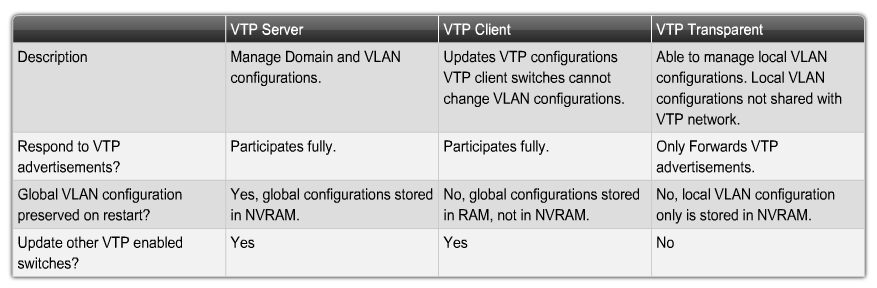 VTP Server VTP Client VTP Transparent
Description
Manage Domain and VLAN
configurations.
Updates VTP configurations
VTP client switches cannot
change VLAN configurations.
Able to manage local VLAN
configurations. Local VLAN
configurations not shared with
VTP network.
Respond to VTP
advertisements?
Participates fully.
Participates fully.
Only Forwards VTP
advertisements.
Global VLAN configuration
preserved on restart?
Yes, global configurations stored
in NVRAM.
No, global configurations stored
in RAM, not in NVRAM.
No, local VLAN configuration
only is stored in NVRAM.
Update other VTP enabled
switches?
Yes
Yes
No